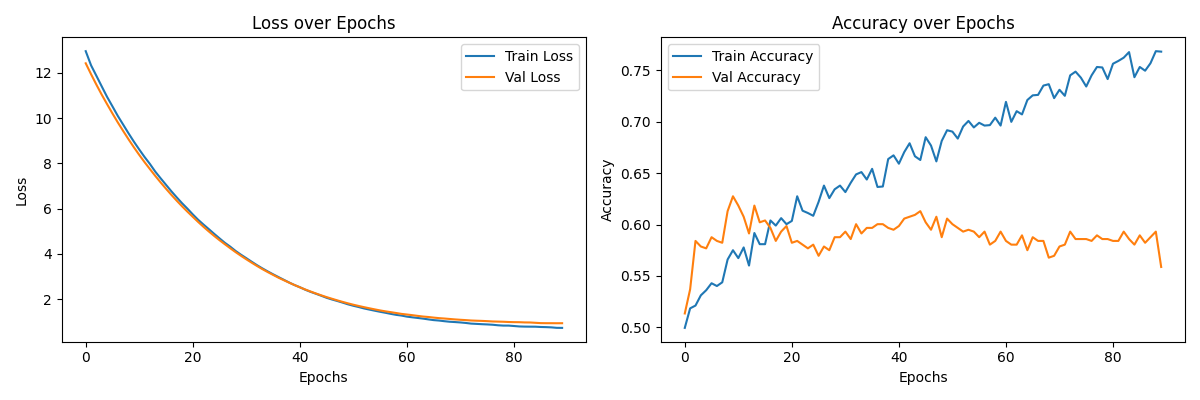 Loss over Epochs
Train Loss
Val Loss
12
10
8
6
4
2
Loss
0
20
40
60
80
Epochs
Accuracy over Epochs
Train Accuracy
Val Accuracy
0.75
0.70
0.65
0.60
0.55
0.50
Accuracy
0
20
40
60
80
Epochs